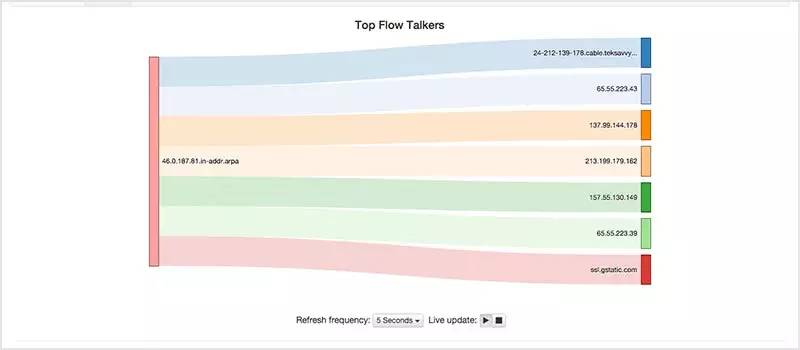 Top Flow Talkers
24-212-139-178.cable.teksavvy...
65.55.223.43
137.99.144.178
46.0.187.81.in-addr.arpa
213.199.179.162
157.55.130.149
65.55.223.39
ssl.gstatic.com
Refresh frequency: 5 Seconds Live update: